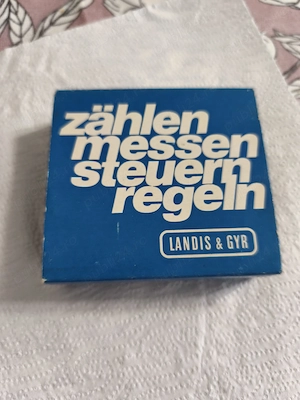 zählen
messen
steuern
regeln
LANDIS & GYR